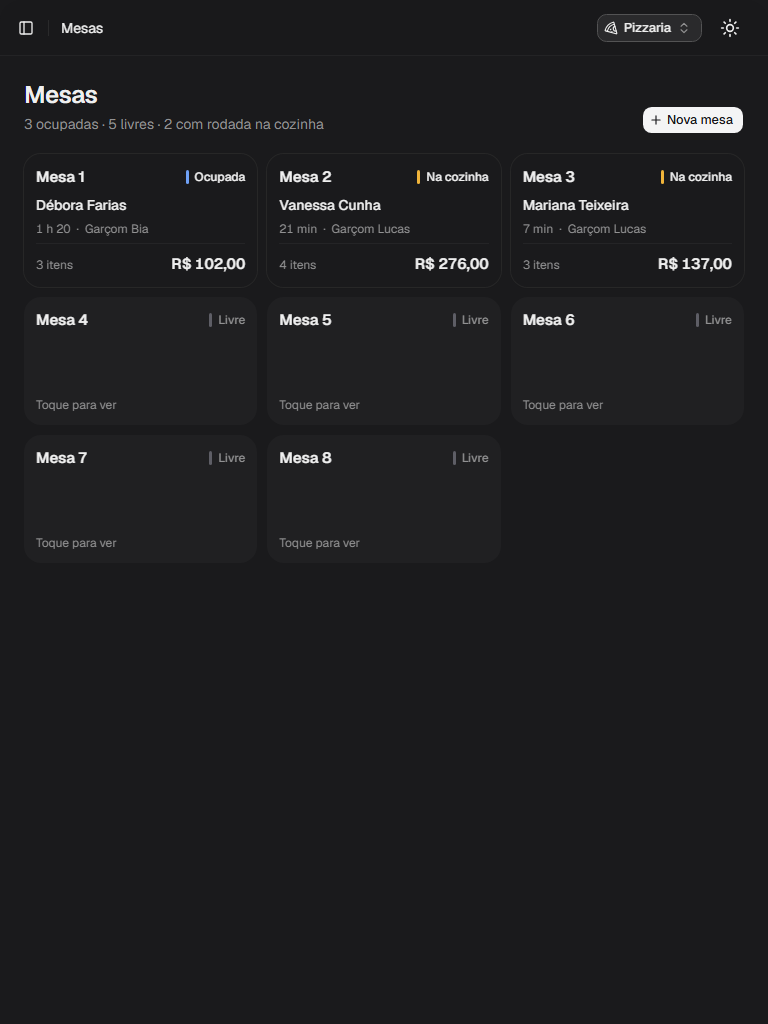 Mesas
Pizzaria
Mesas
3 ocupadas · 5 livres · 2 com rodada na cozinha
Nova mesa
Mesa 1
Ocupada
Débora Farias
1 h 20 · Garçom Bia
3 itens
R$ 102,00
Mesa 2
Na cozinha
Vanessa Cunha
21 min · Garçom Lucas
4 itens
R$ 276,00
Mesa 3
Na cozinha
Mariana Teixeira
7 min · Garçom Lucas
3 itens
R$ 137,00
Mesa 4
Livre
Toque para ver
Mesa 5
Livre
Toque para ver
Mesa 6
Livre
Toque para ver
Mesa 7
Livre
Toque para ver
Mesa 8
Livre
Toque para ver